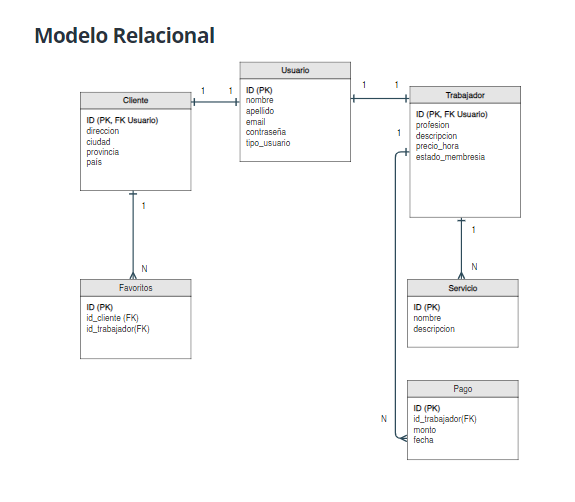 Modelo Relacional
Usuario
ID (PK)
nombre
apellido
email
contraseña
tipo_usuario
Cliente
ID (PK, FK Usuario)
direccion
ciudad
provincia
pais
1
1
1
1
Trabajador
ID (PK, FK Usuario)
profesion
descripcion
precio_hora
estado_membresia
1
1
N
1
N
Favoritos
ID (PK)
id_cliente (FK)
id_trabajador(FK)
Servicio
ID (PK)
nombre
descripcion
Pago
ID (PK)
id_trabajador(FK)
monto
fecha
N